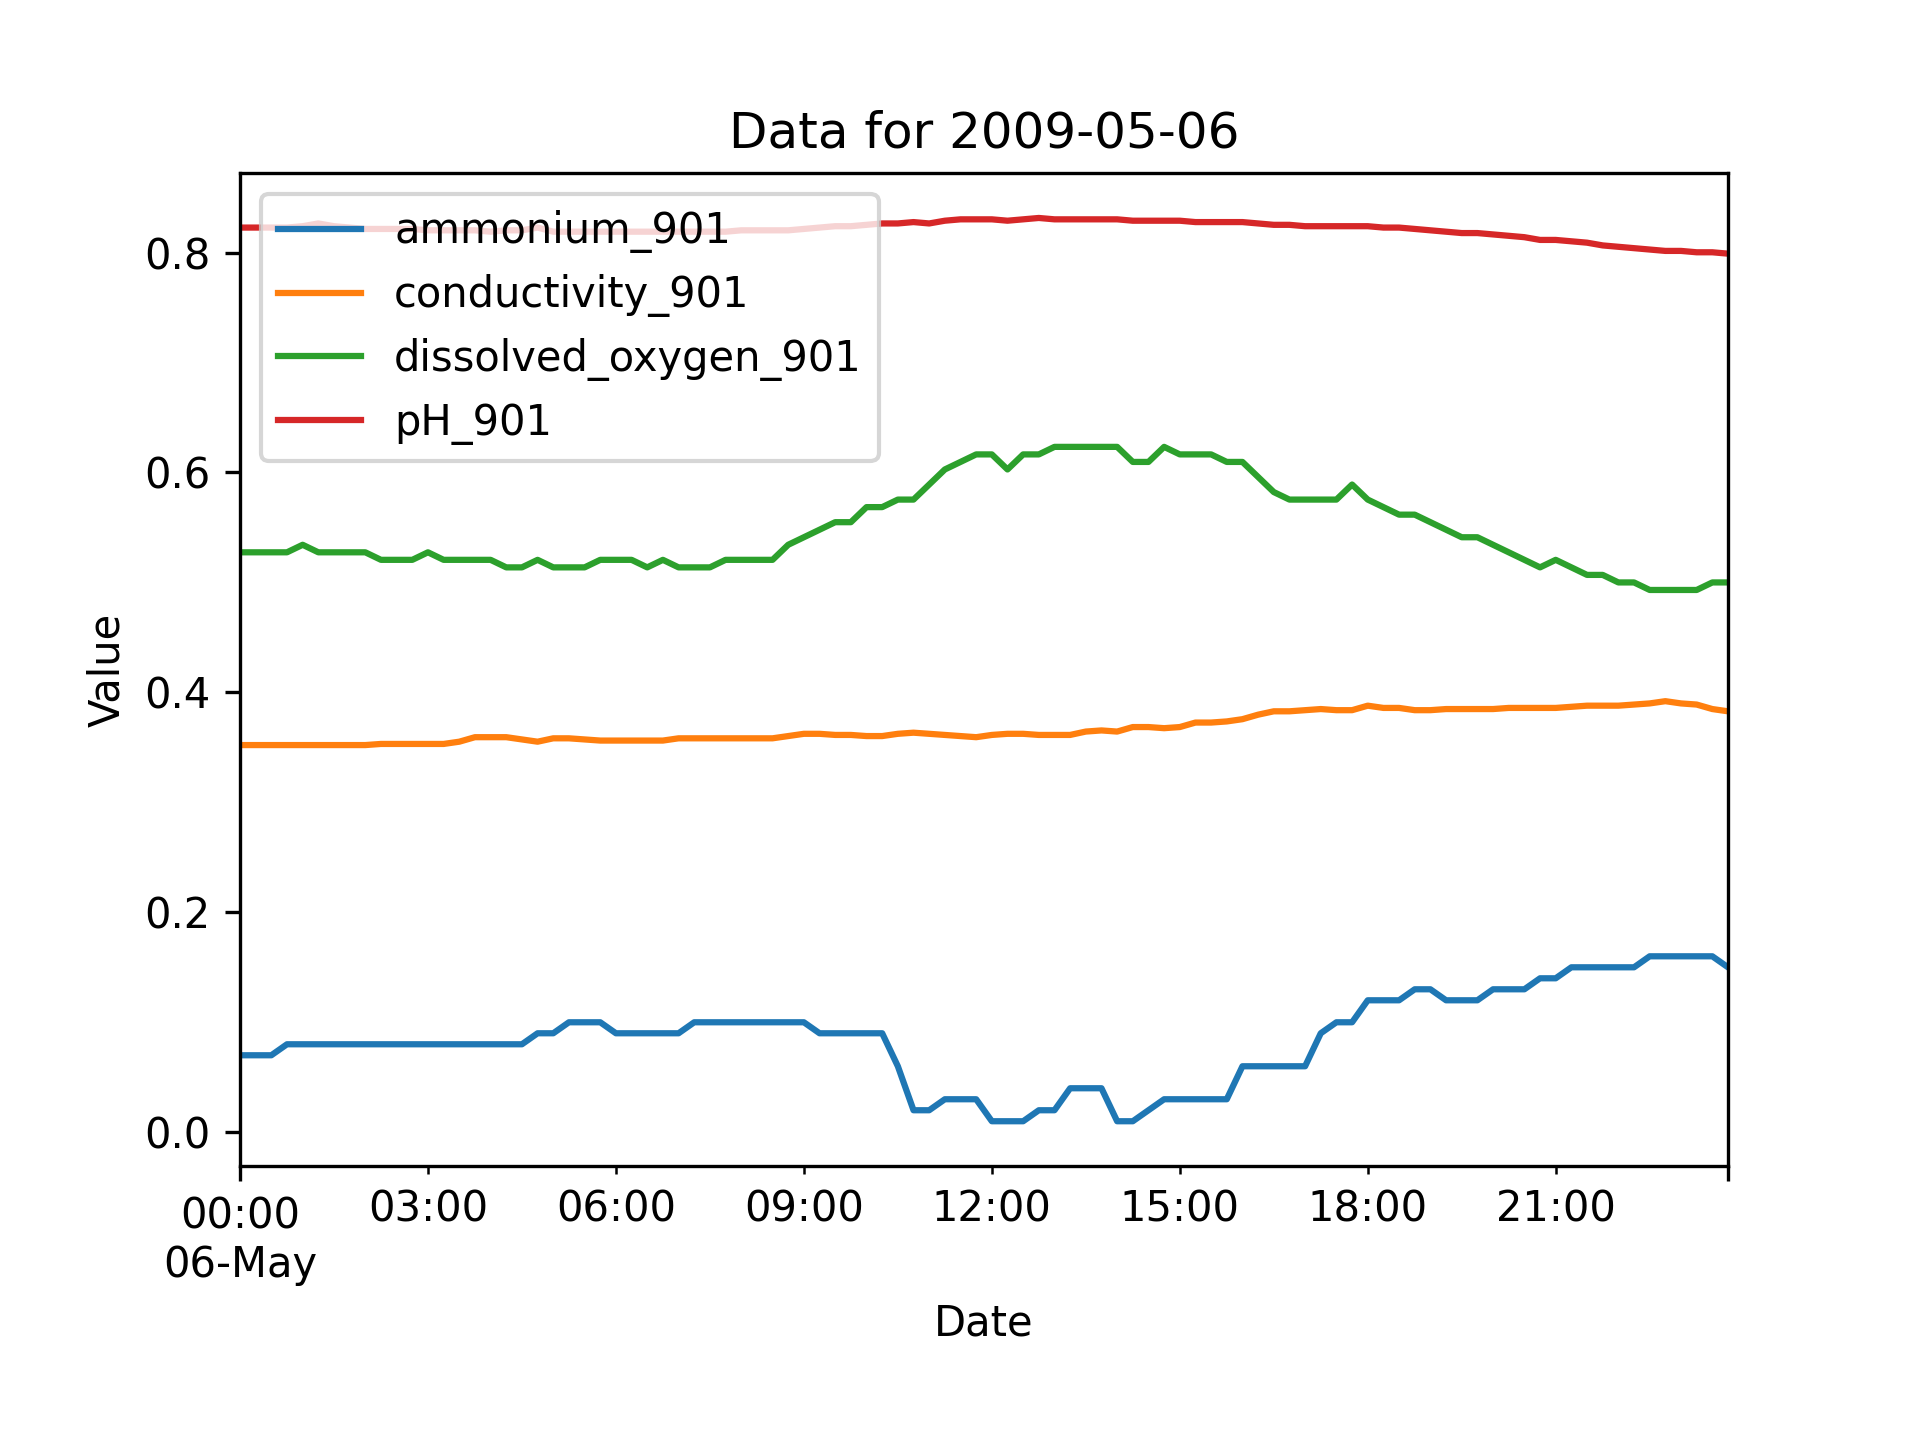 Data for 2009-05-06
ammonium_901
conductivity_901
dissolved_oxygen_901
pH_901
0.8
0.6
0.4
0.2
0.0
Value
00:00 03:00 06:00 09:00 12:00 15:00 18:00 21:00
06-May
Date